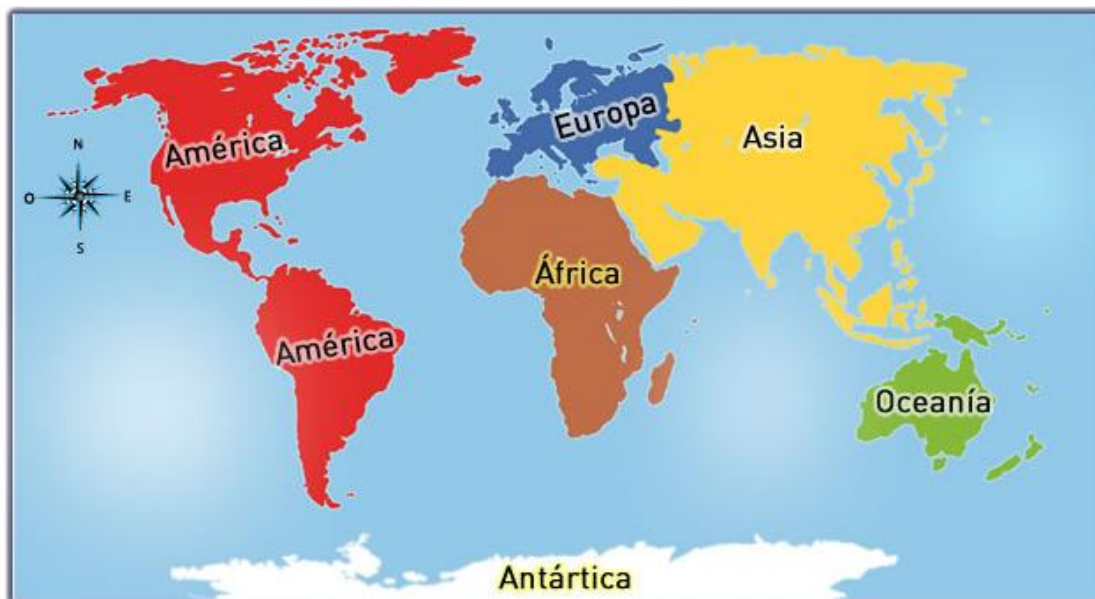 América
Europa
Asia
N
O
E
S
África
América
Oceanía
Antártica